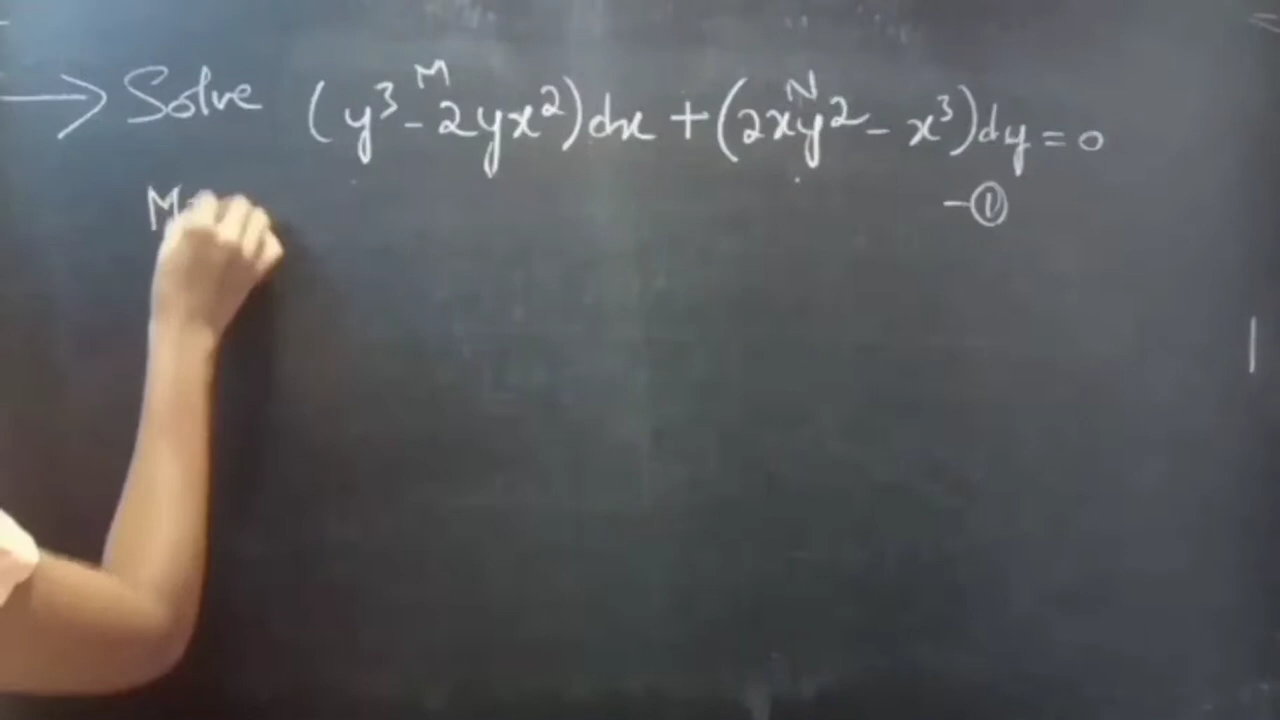 → Solve (y³ - 2yx²)dx + (2xy² - x³)dy = 0
M N
- ①
M